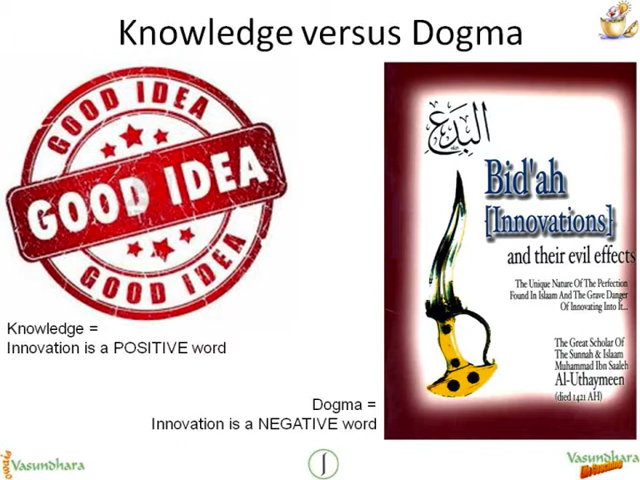 Knowledge versus Dogma
GOOD IDEA
GOOD IDEA
GOOD IDEA
Knowledge =
Innovation is a POSITIVE word
البدع
Bid'ah
[Innovations]
and their evil effects
The Unique Nature Of The Perfection
Found In Islaam And The Grave Danger
Of Innovating Into It...
The Great Scholar Of
The Sunnah & Islaam
Muhammad Ibn Saaleh
Al-Uthaymeen
(died 1421 AH)
Dogma =
Innovation is a NEGATIVE word
Vasundhara
Vasundhara